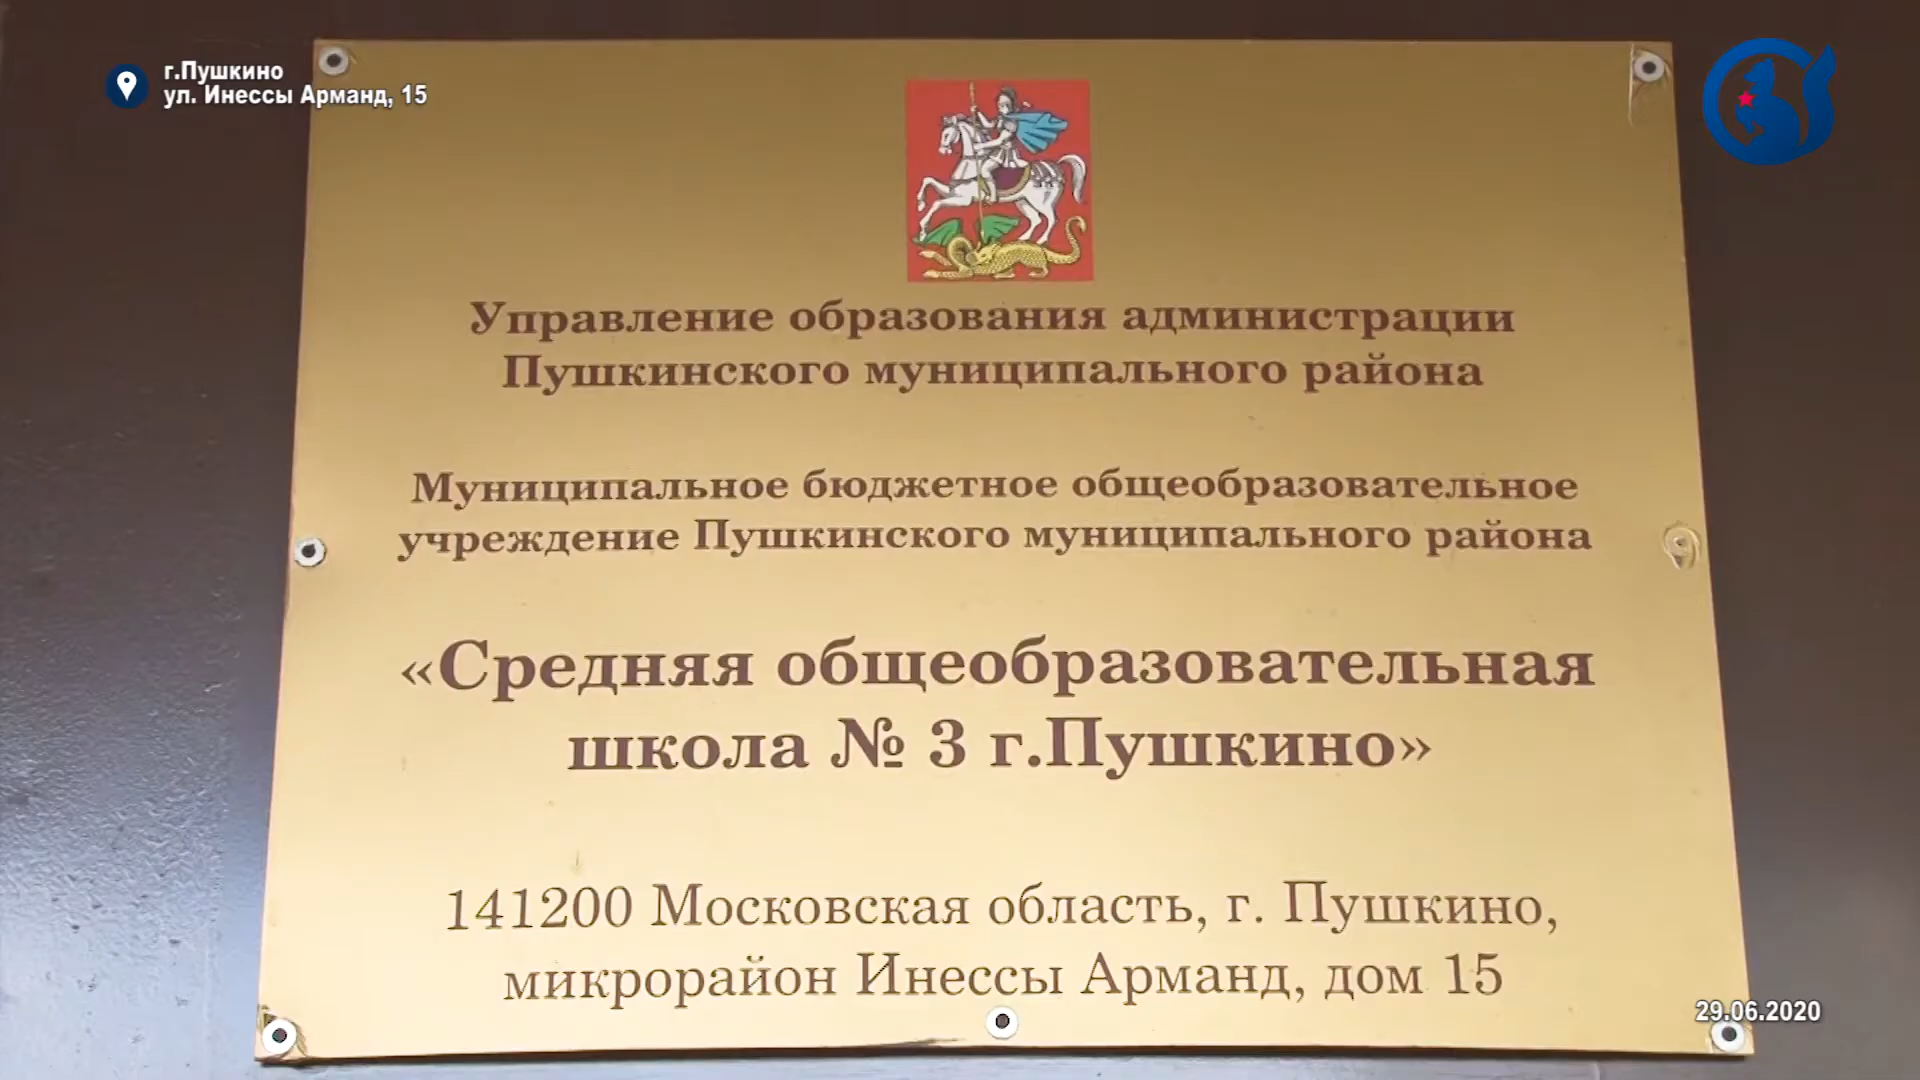 г.Пушкино
ул. Инессы Арманд, 15
Управление образования администрации
Пушкинского муниципального района
Муниципальное бюджетное общеобразовательное
учреждение Пушкинского муниципального района
«Средняя общеобразовательная
школа № 3 г.Пушкино»
141200 Московская область, г. Пушкино,
микрорайон Инессы Арманд, дом 15
29.06.2020